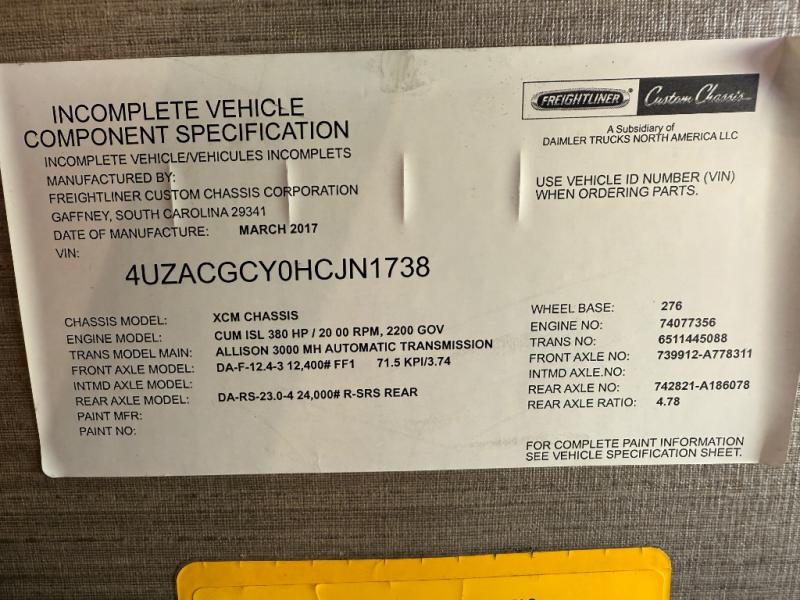 INCOMPLETE VEHICLE
COMPONENT SPECIFICATION
INCOMPLETE VEHICLE/VEHICULES INCOMPLETS
MANUFACTURED BY:
FREIGHTLINER CUSTOM CHASSIS CORPORATION
GAFFNEY, SOUTH CAROLINA 29341
DATE OF MANUFACTURE: MARCH 2017
VIN:
4UZACGCY0HCJN1738
FREIGHTLINER Custom Chassis
A Subsidiary of
DAIMLER TRUCKS NORTH AMERICA LLC
USE VEHICLE ID NUMBER (VIN)
WHEN ORDERING PARTS.
CHASSIS MODEL: XCM CHASSIS
ENGINE MODEL: CUM ISL 380 HP / 20 00 RPM, 2200 GOV
TRANS MODEL MAIN: ALLISON 3000 MH AUTOMATIC TRANSMISSION
FRONT AXLE MODEL: DA-F-12.4-3 12,400# FF1 71.5 KPI/3.74
INTMD AXLE MODEL:
REAR AXLE MODEL: DA-RS-23.0-4 24,000# R-SRS REAR
PAINT MFR:
PAINT NO:
WHEEL BASE: 276
ENGINE NO: 74077356
TRANS NO: 6511445088
FRONT AXLE NO: 739912-A778311
INTMD AXLE.NO:
REAR AXLE NO: 742821-A186078
REAR AXLE RATIO: 4.78
FOR COMPLETE PAINT INFORMATION
SEE VEHICLE SPECIFICATION SHEET.